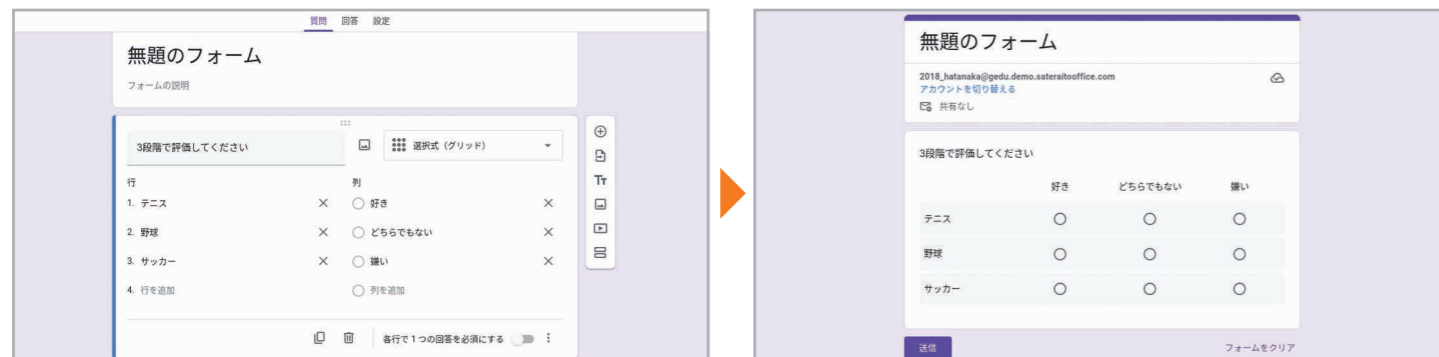 質問 回答 設定
無題のフォーム
フォームの説明
3段階で評価してください 選択式（グリッド）
行 列
1. テニス 好き
2. 野球 どちらでもない
3. サッカー 嫌い
4. 行を追加 列を追加
各行で1つの回答を必須にする
Tт
無題のフォーム
2018_hatanaka@gedu.demo.sateraitooffice.com
アカウントを切り替える
共有なし
3段階で評価してください
好き どちらでもない 嫌い
テニス
野球
サッカー
送信 フォームをクリア